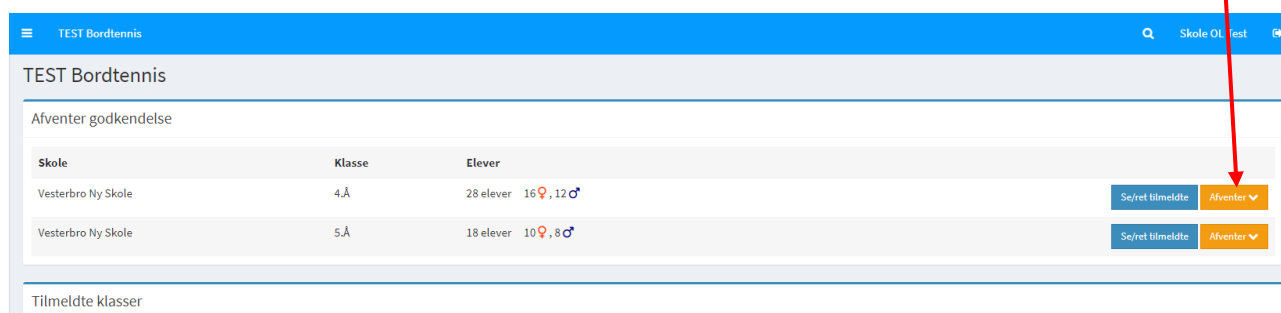 TEST Bordtennis Skole OL Test
TEST Bordtennis
Afventer godkendelse
Skole Klasse Elever
Vesterbro Ny Skole 4.Å 28 elever 16♀, 12♂ Se/ret tilmeldte Afventer
Vesterbro Ny Skole 5.Å 18 elever 10♀, 8♂ Se/ret tilmeldte Afventer
Tilmeldte klasser